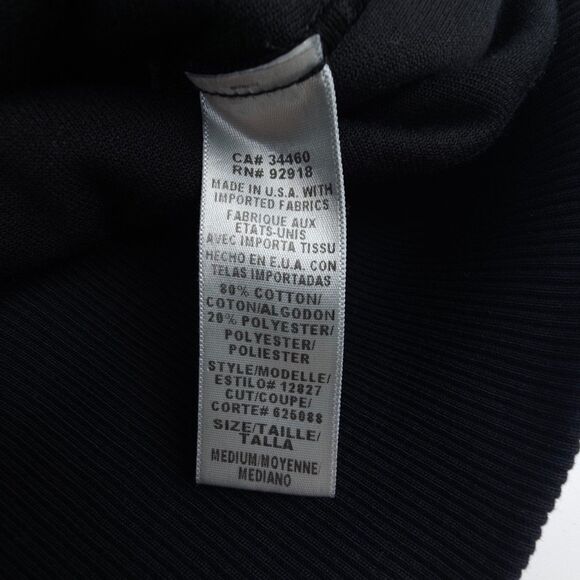 CA# 34460
RN# 92918
MADE IN U.S.A. WITH
IMPORTED FABRICS
FABRIQUE AUX
ETATS-UNIS
AVEC IMPORTA TISSU
HECHO EN E.U.A. CON
TELAS IMPORTADAS
80% COTTON/
COTON/ALGODON
20% POLYESTER/
POLYESTER/
POLIESTER
STYLE/MODELLE/
ESTILO# 12827
CUT/COUPE/
CORTE# 625088
SIZE/TAILLE/
TALLA
MEDIUM/MOYENNE/
MEDIANO